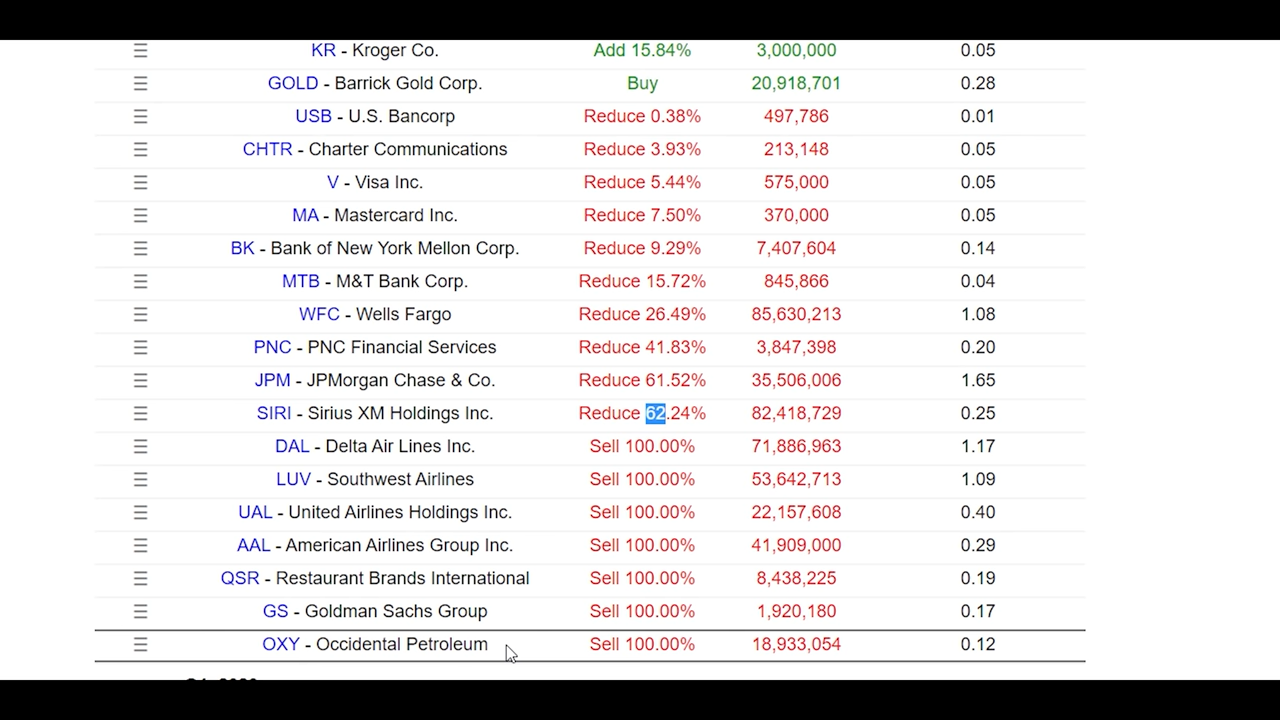 KR - Kroger Co. Add 15.84% 3,000,000 0.05
GOLD - Barrick Gold Corp. Buy 20,918,701 0.28
USB - U.S. Bancorp Reduce 0.38% 497,786 0.01
CHTR - Charter Communications Reduce 3.93% 213,148 0.05
V - Visa Inc. Reduce 5.44% 575,000 0.05
MA - Mastercard Inc. Reduce 7.50% 370,000 0.05
BK - Bank of New York Mellon Corp. Reduce 9.29% 7,407,604 0.14
MTB - M&T Bank Corp. Reduce 15.72% 845,866 0.04
WFC - Wells Fargo Reduce 26.49% 85,630,213 1.08
PNC - PNC Financial Services Reduce 41.83% 3,847,398 0.20
JPM - JPMorgan Chase & Co. Reduce 61.52% 35,506,006 1.65
SIRI - Sirius XM Holdings Inc. Reduce 62.24% 82,418,729 0.25
DAL - Delta Air Lines Inc. Sell 100.00% 71,886,963 1.17
LUV - Southwest Airlines Sell 100.00% 53,642,713 1.09
UAL - United Airlines Holdings Inc. Sell 100.00% 22,157,608 0.40
AAL - American Airlines Group Inc. Sell 100.00% 41,909,000 0.29
QSR - Restaurant Brands International Sell 100.00% 8,438,225 0.19
GS - Goldman Sachs Group Sell 100.00% 1,920,180 0.17
OXY - Occidental Petroleum Sell 100.00% 18,933,054 0.12